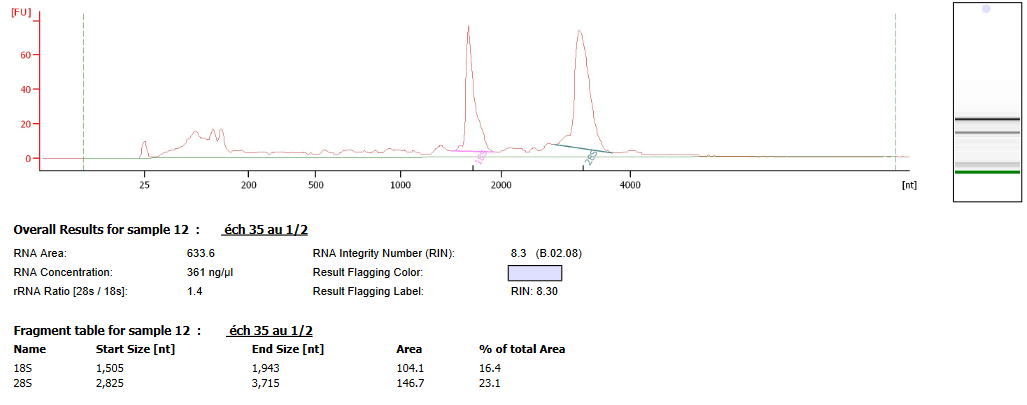 [FU]
60
40
20
0
18S
28S
25 200 500 1000 2000 4000 [nt]
Overall Results for sample 12 : éch 35 au 1/2
RNA Area: 633.6 RNA Integrity Number (RIN): 8.3 (B.02.08)
RNA Concentration: 361 ng/µl Result Flagging Color:
rRNA Ratio [28s / 18s]: 1.4 Result Flagging Label: RIN: 8.30
Fragment table for sample 12 : éch 35 au 1/2
Name Start Size [nt] End Size [nt] Area % of total Area
18S 1,505 1,943 104.1 16.4
28S 2,825 3,715 146.7 23.1